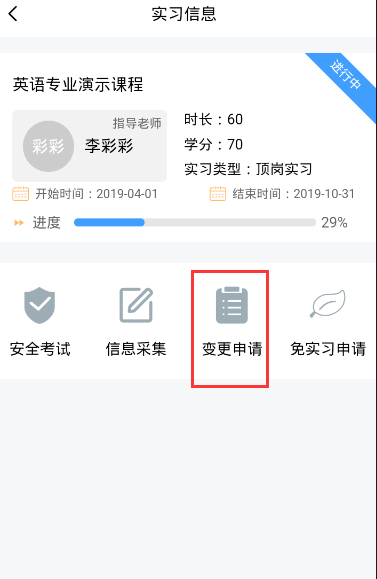 实习信息
进行中
英语专业演示课程
指导老师
彩彩 李彩彩
时长：60
学分：70
实习类型：顶岗实习
开始时间：2019-04-01 结束时间：2019-10-31
进度 29%
安全考试 信息采集 变更申请 免实习申请